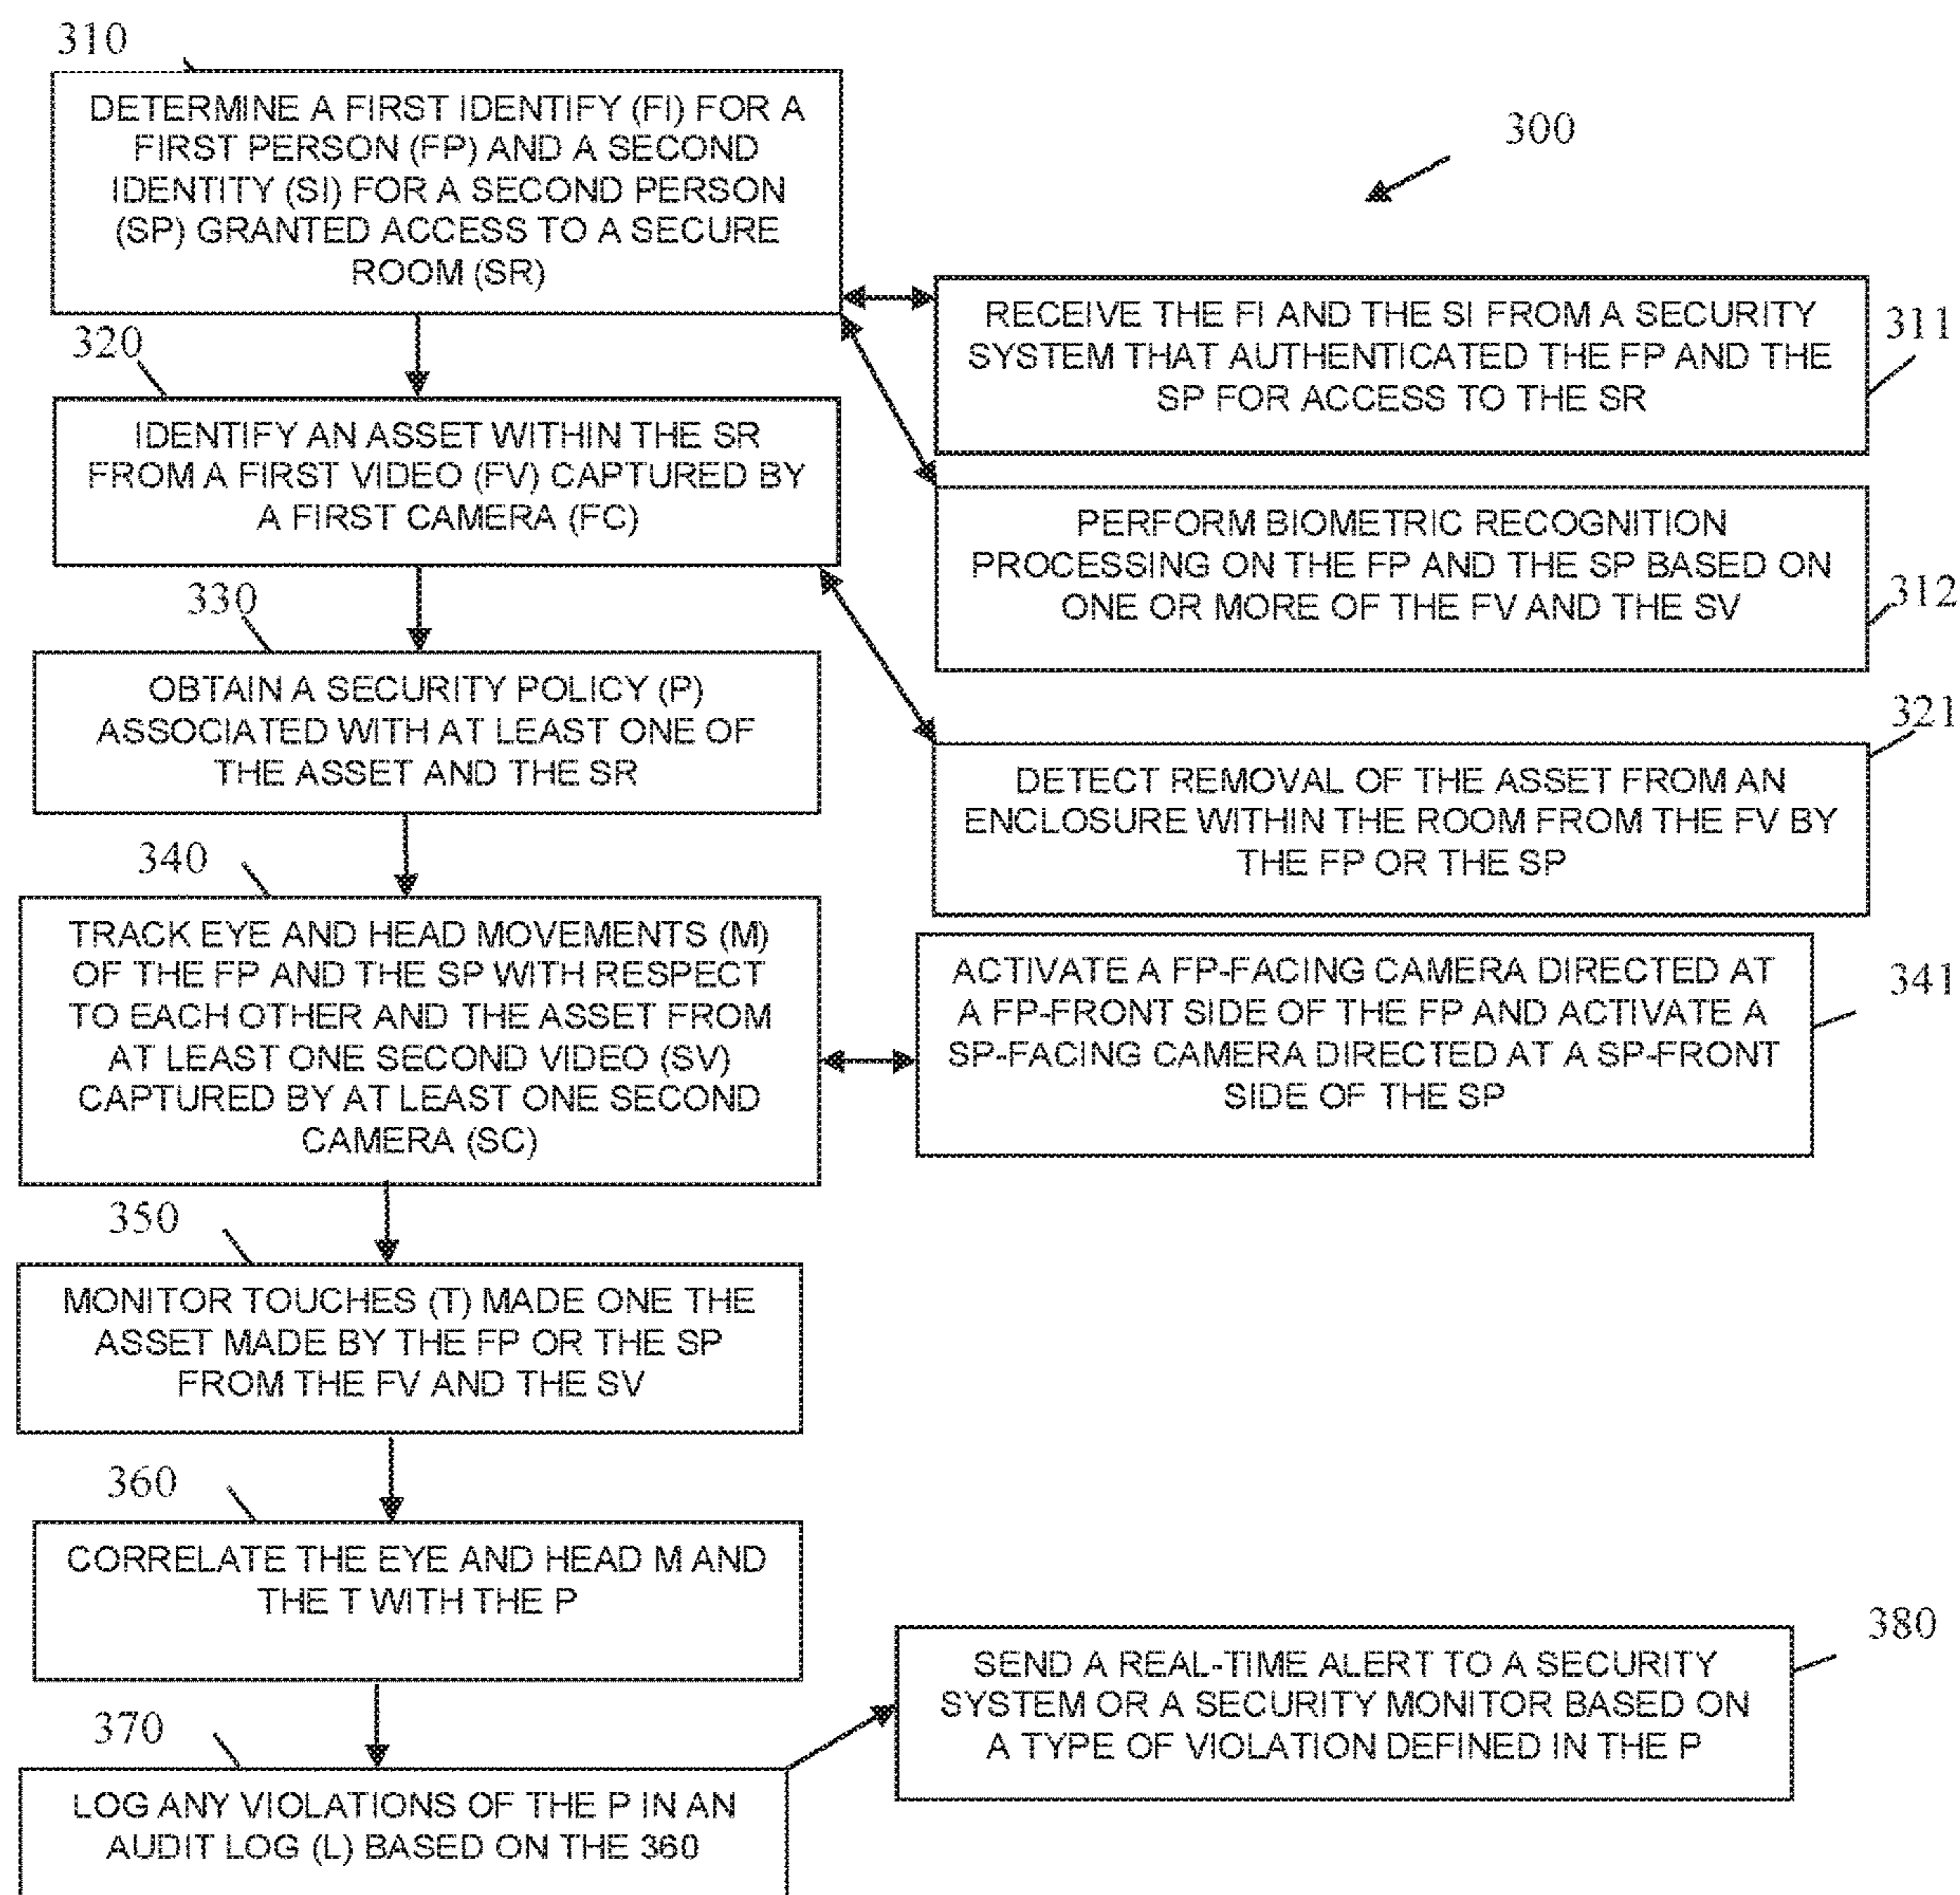 310
DETERMINE A FIRST IDENTIFY (FI) FOR A
FIRST PERSON (FP) AND A SECOND
IDENTITY (SI) FOR A SECOND PERSON
(SP) GRANTED ACCESS TO A SECURE
ROOM (SR)
300
RECEIVE THE FI AND THE SI FROM A SECURITY
SYSTEM THAT AUTHENTICATED THE FP AND THE
SP FOR ACCESS TO THE SR
311
320
IDENTIFY AN ASSET WITHIN THE SR
FROM A FIRST VIDEO (FV) CAPTURED BY
A FIRST CAMERA (FC)
PERFORM BIOMETRIC RECOGNITION
PROCESSING ON THE FP AND THE SP BASED ON
ONE OR MORE OF THE FV AND THE SV
312
330
OBTAIN A SECURITY POLICY (P)
ASSOCIATED WITH AT LEAST ONE OF
THE ASSET AND THE SR
321
DETECT REMOVAL OF THE ASSET FROM AN
ENCLOSURE WITHIN THE ROOM FROM THE FV BY
THE FP OR THE SP
340
TRACK EYE AND HEAD MOVEMENTS (M)
OF THE FP AND THE SP WITH RESPECT
TO EACH OTHER AND THE ASSET FROM
AT LEAST ONE SECOND VIDEO (SV)
CAPTURED BY AT LEAST ONE SECOND
CAMERA (SC)
ACTIVATE A FP-FACING CAMERA DIRECTED AT
A FP-FRONT SIDE OF THE FP AND ACTIVATE A
SP-FACING CAMERA DIRECTED AT A SP-FRONT
SIDE OF THE SP
341
350
MONITOR TOUCHES (T) MADE ONE THE
ASSET MADE BY THE FP OR THE SP
FROM THE FV AND THE SV
360
CORRELATE THE EYE AND HEAD M AND
THE T WITH THE P
380
SEND A REAL-TIME ALERT TO A SECURITY
SYSTEM OR A SECURITY MONITOR BASED ON
A TYPE OF VIOLATION DEFINED IN THE P
370
LOG ANY VIOLATIONS OF THE P IN AN
AUDIT LOG (L) BASED ON THE 360